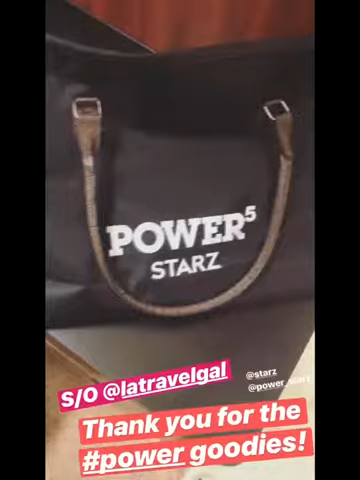 POWER⁵
STARZ
S/O @latravelgal
@starz
Thank you for the
#power goodies!